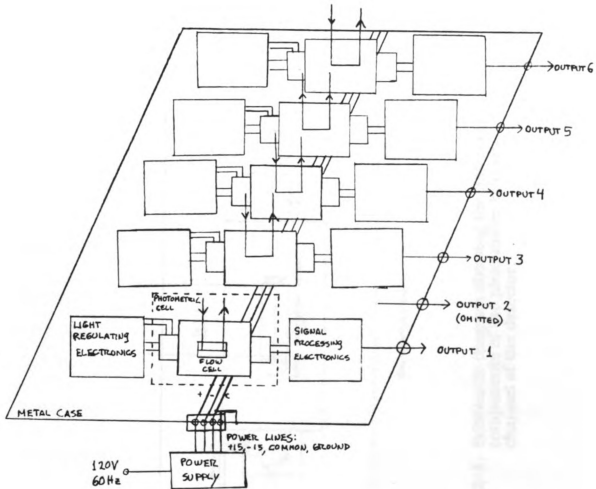 OUTPUT 6
OUTPUT 5
OUTPUT 4
OUTPUT 3
OUTPUT 2
(OMITTED)
PHOTOMETRIC
CELL
LIGHT
REGULATING
ELECTRONICS
FLOW
CELL
SIGNAL
PROCESSING
ELECTRONICS
OUTPUT 1
+ -
METAL CASE
POWER LINES:
+15, -15, COMMON, GROUND
120V
60Hz
POWER
SUPPLY